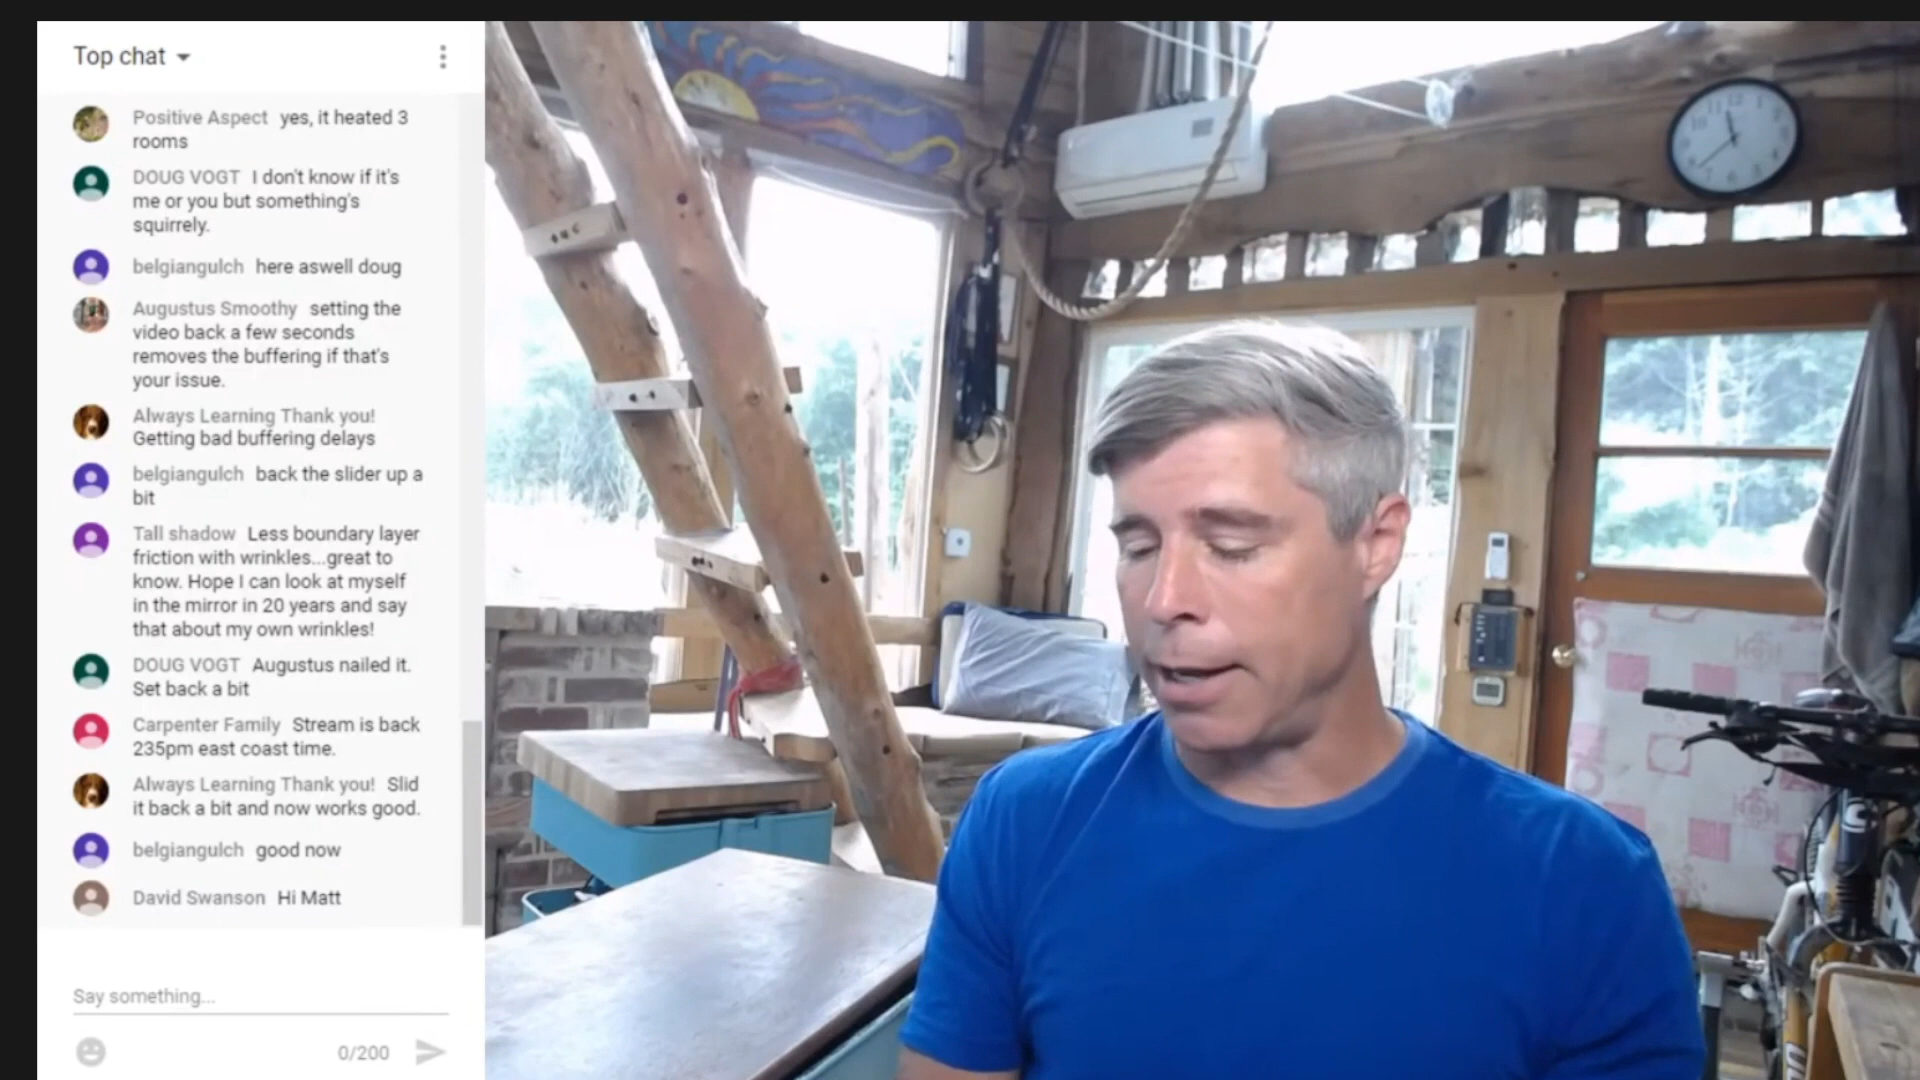 Top chat
Positive Aspect yes, it heated 3
rooms
DOUG VOGT I don't know if it's
me or you but something's
squirrely.
belgiangulch here aswell doug
Augustus Smoothy setting the
video back a few seconds
removes the buffering if that's
your issue.
Always Learning Thank you!
Getting bad buffering delays
belgiangulch back the slider up a
bit
Tall shadow Less boundary layer
friction with wrinkles...great to
know. Hope I can look at myself
in the mirror in 20 years and say
that about my own wrinkles!
DOUG VOGT Augustus nailed it.
Set back a bit
Carpenter Family Stream is back
235pm east coast time.
Always Learning Thank you! Slid
it back a bit and now works good.
belgiangulch good now
David Swanson Hi Matt
Say something...
0/200